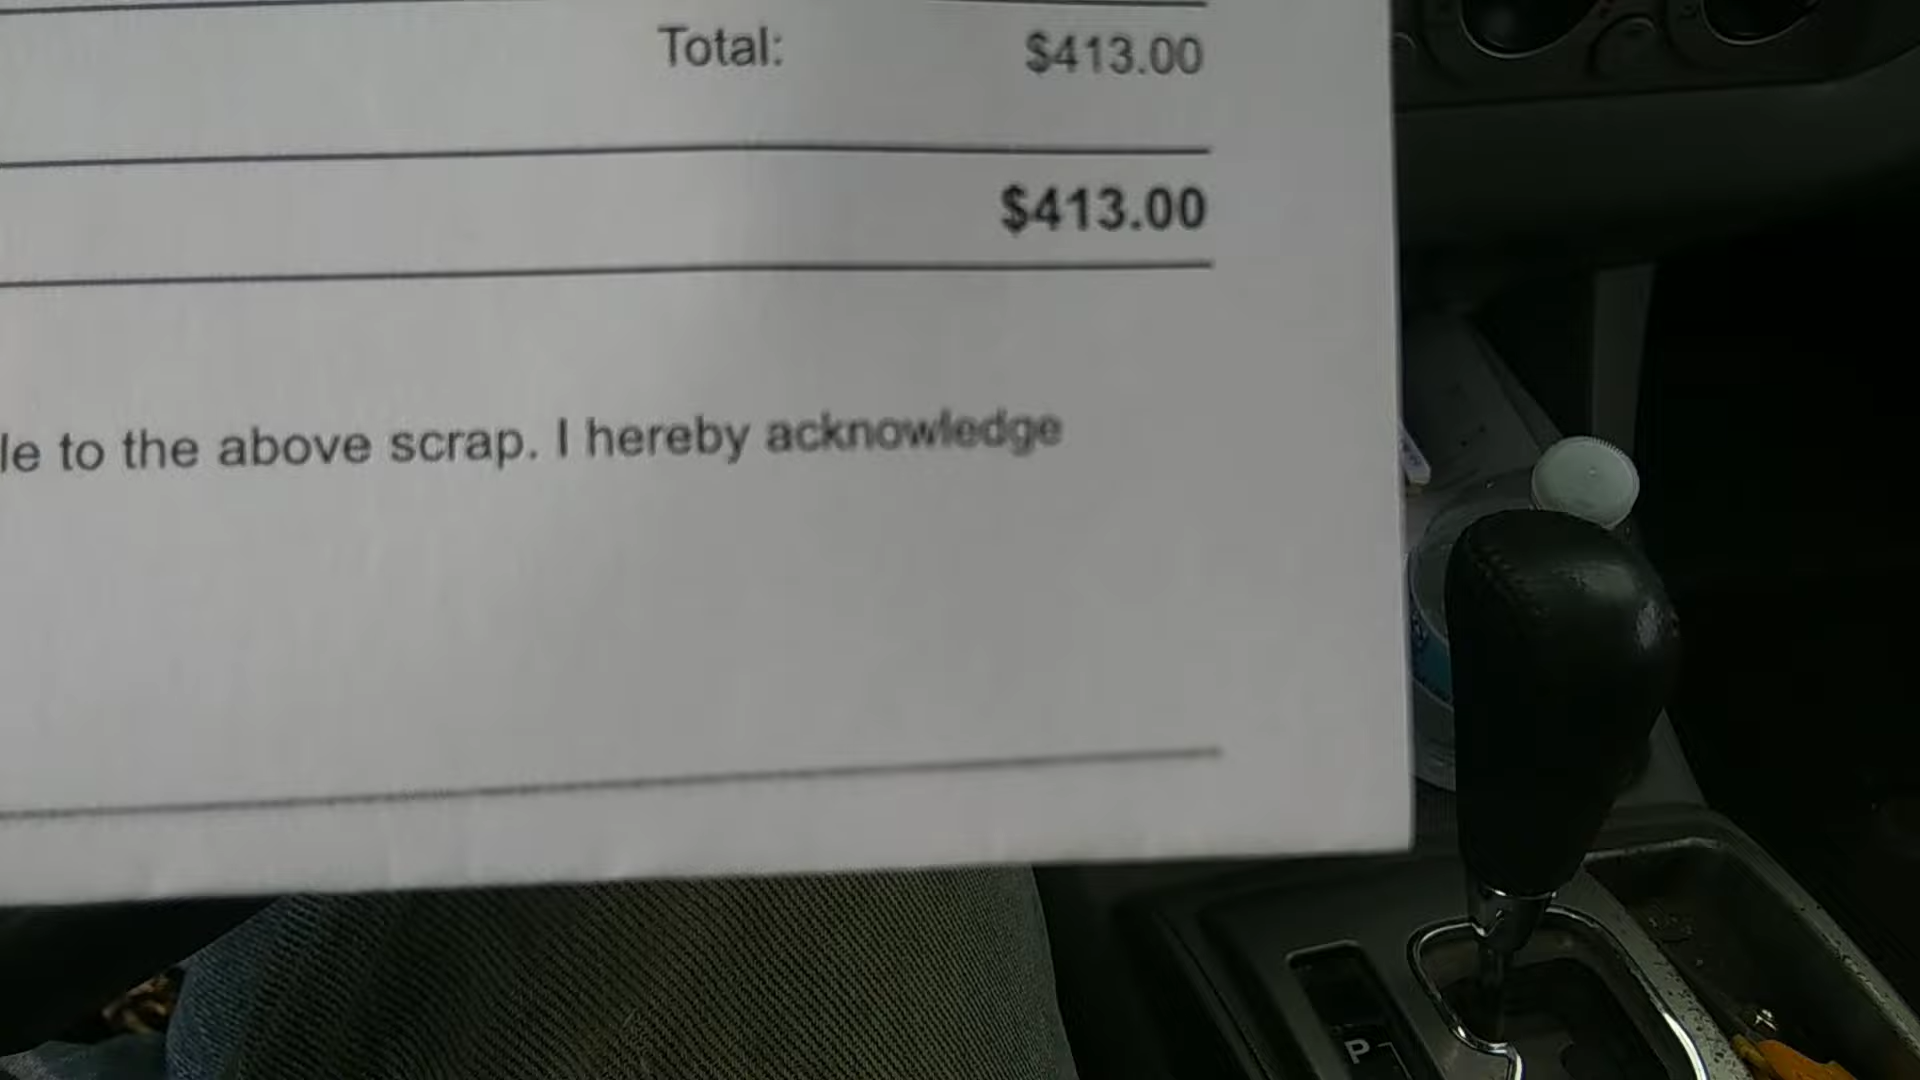 Total: $413.00
$413.00
le to the above scrap. I hereby acknowledge
P